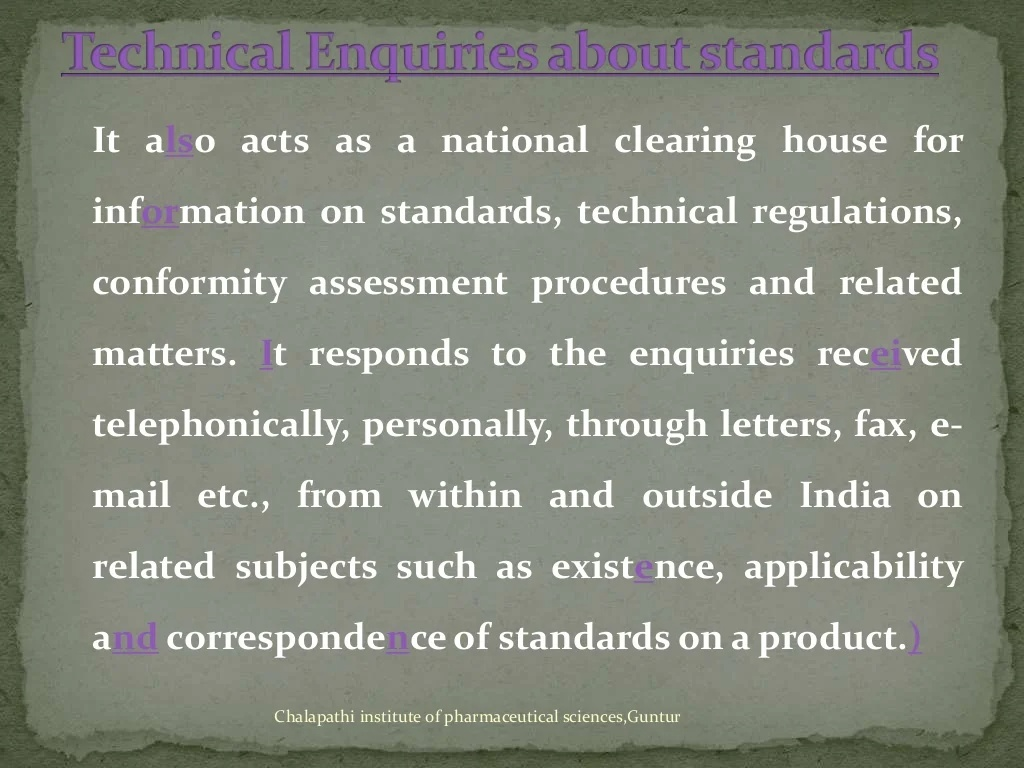 Technical Enquiries about standards
It also acts as a national clearing house for
information on standards, technical regulations,
conformity assessment procedures and related
matters. It responds to the enquiries received
telephonically, personally, through letters, fax, e-
mail etc., from within and outside India on
related subjects such as existence, applicability
and correspondence of standards on a product.)
Chalapathi institute of pharmaceutical sciences,Guntur